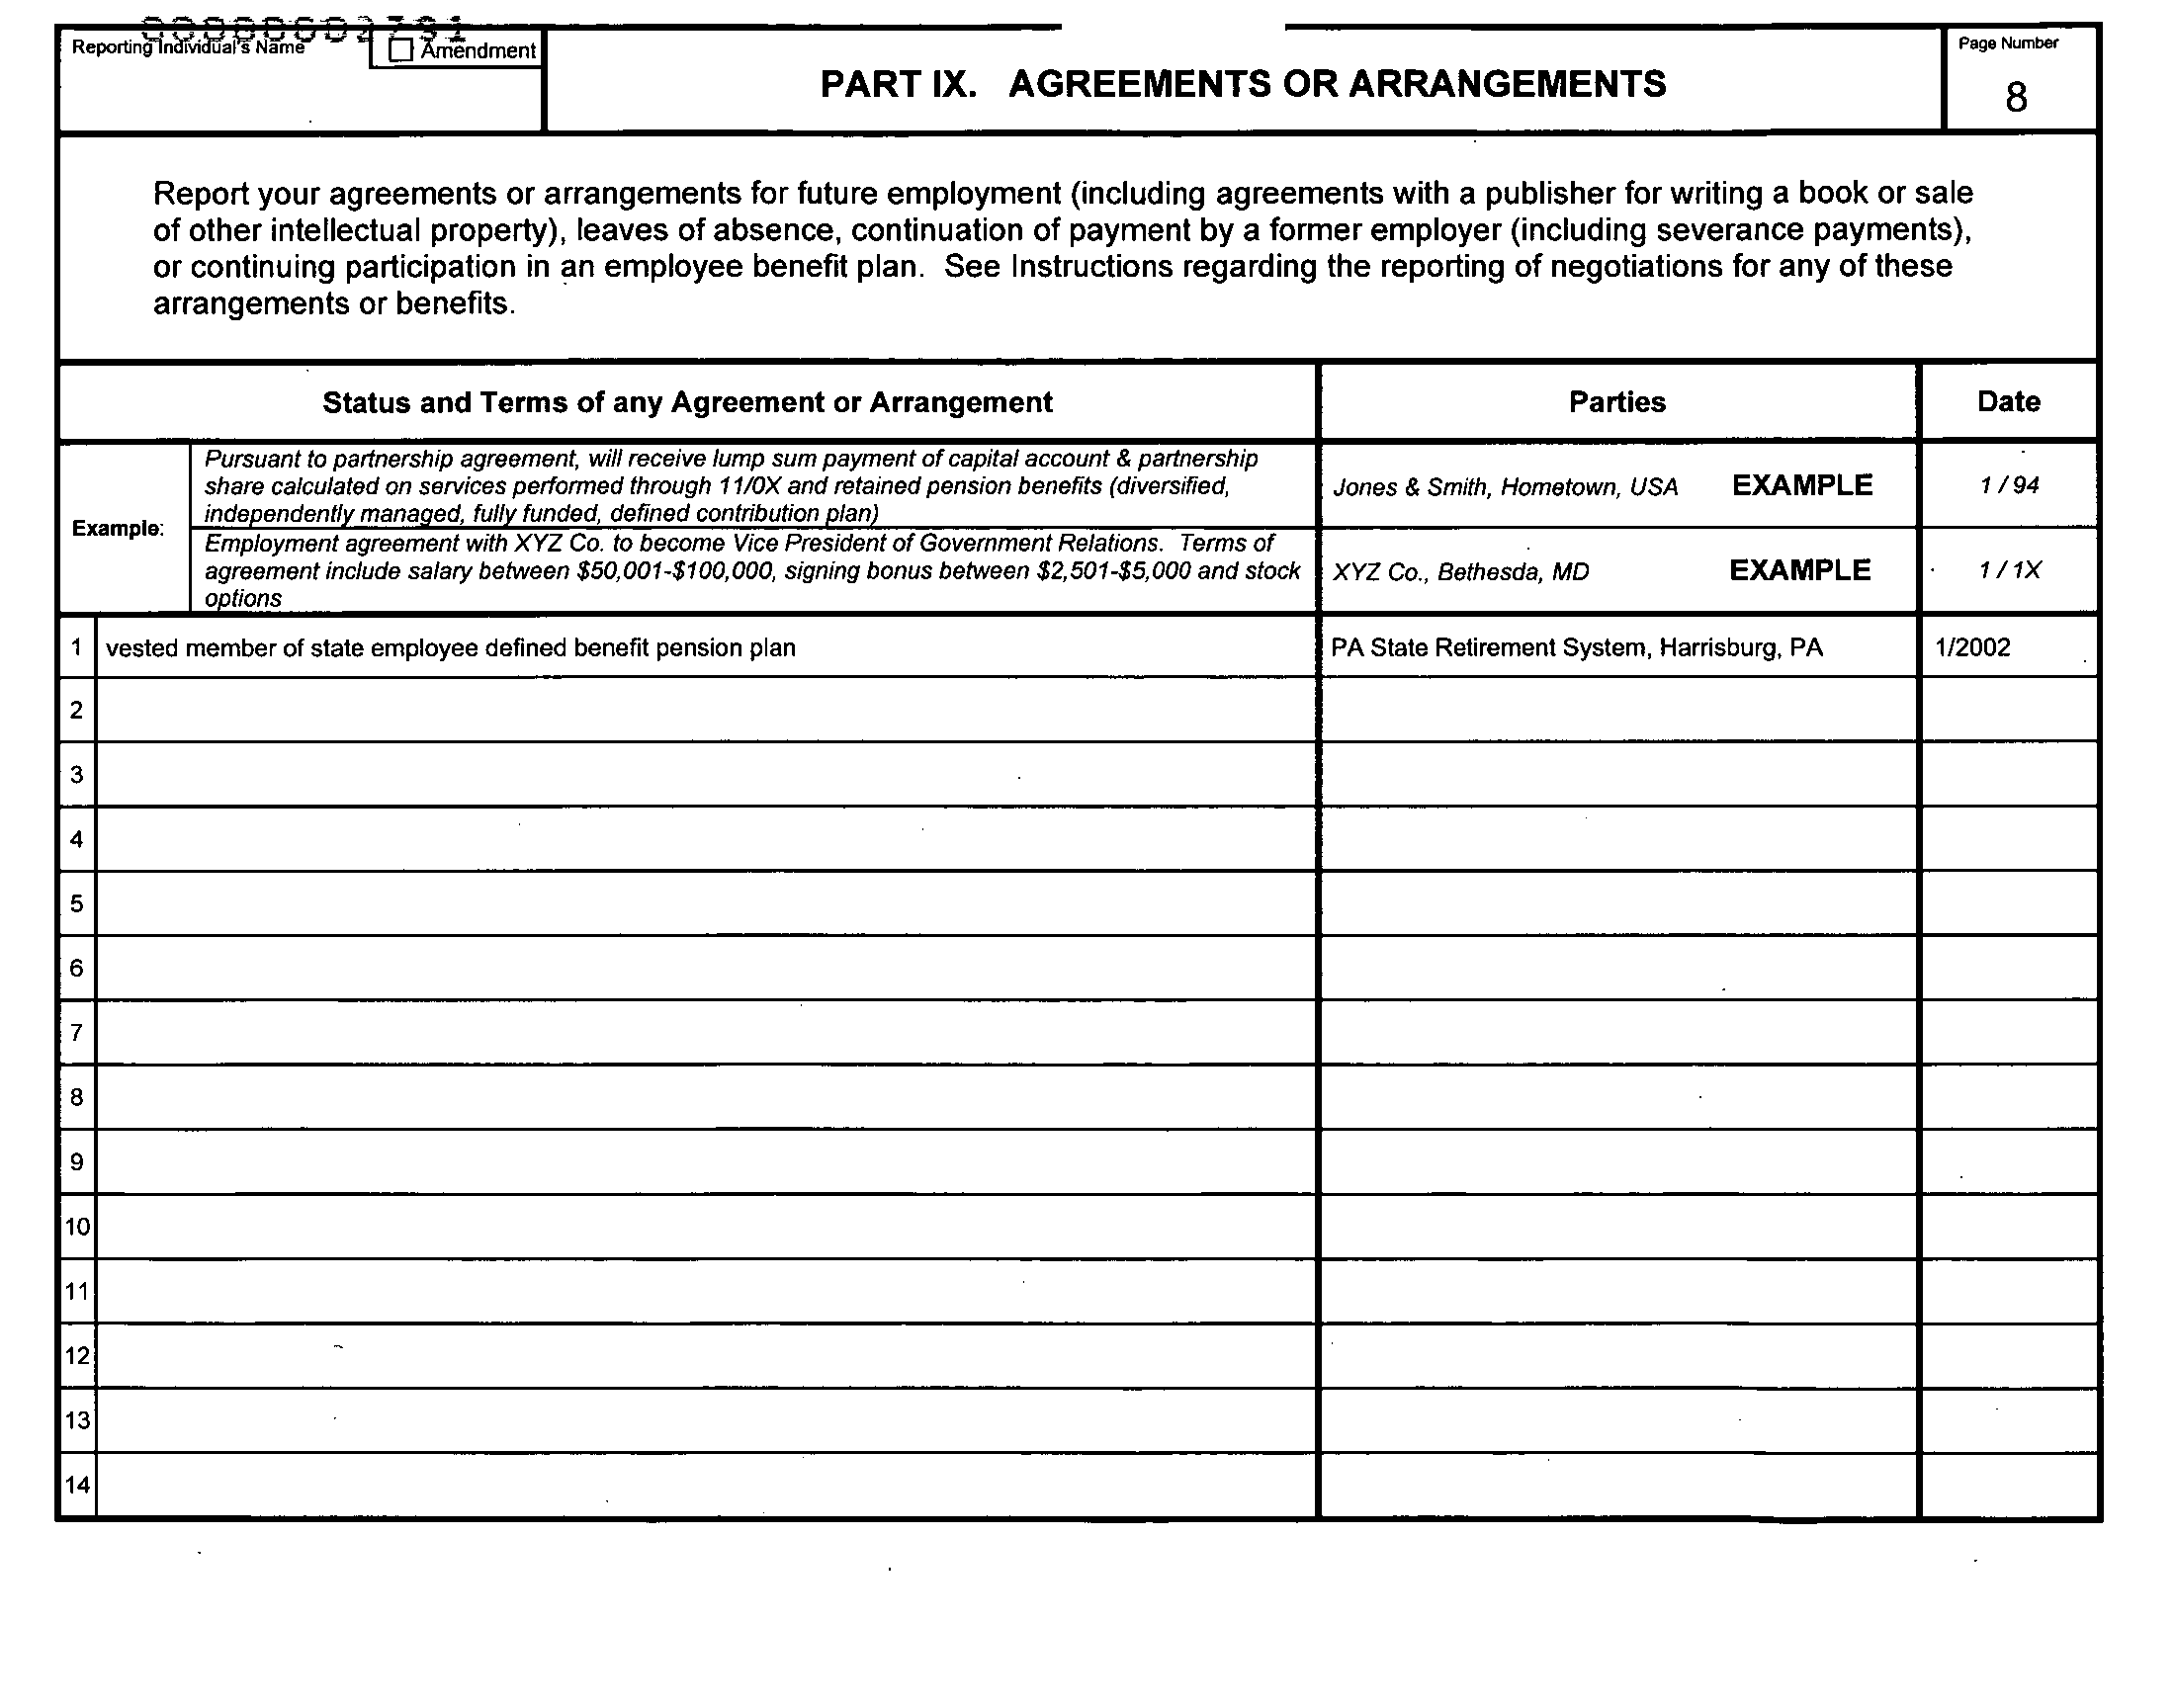 Reporting Individual's Name
Amendment
PART IX. AGREEMENTS OR ARRANGEMENTS
Page Number
8
Report your agreements or arrangements for future employment (including agreements with a publisher for writing a book or sale
of other intellectual property), leaves of absence, continuation of payment by a former employer (including severance payments),
or continuing participation in an employee benefit plan. See Instructions regarding the reporting of negotiations for any of these
arrangements or benefits.
Status and Terms of any Agreement or Arrangement Parties Date
Example:
Pursuant to partnership agreement, will receive lump sum payment of capital account & partnership
share calculated on services performed through 11/0X and retained pension benefits (diversified,
independently managed, fully funded, defined contribution plan)
Jones & Smith, Hometown, USA EXAMPLE 1 / 94
Employment agreement with XYZ Co. to become Vice President of Government Relations. Terms of
agreement include salary between $50,001-$100,000, signing bonus between $2,501-$5,000 and stock
options
XYZ Co., Bethesda, MD EXAMPLE 1 / 1X
1 vested member of state employee defined benefit pension plan PA State Retirement System, Harrisburg, PA 1/2002
2
3
4
5
6
7
8
9
10
11
12
13
14